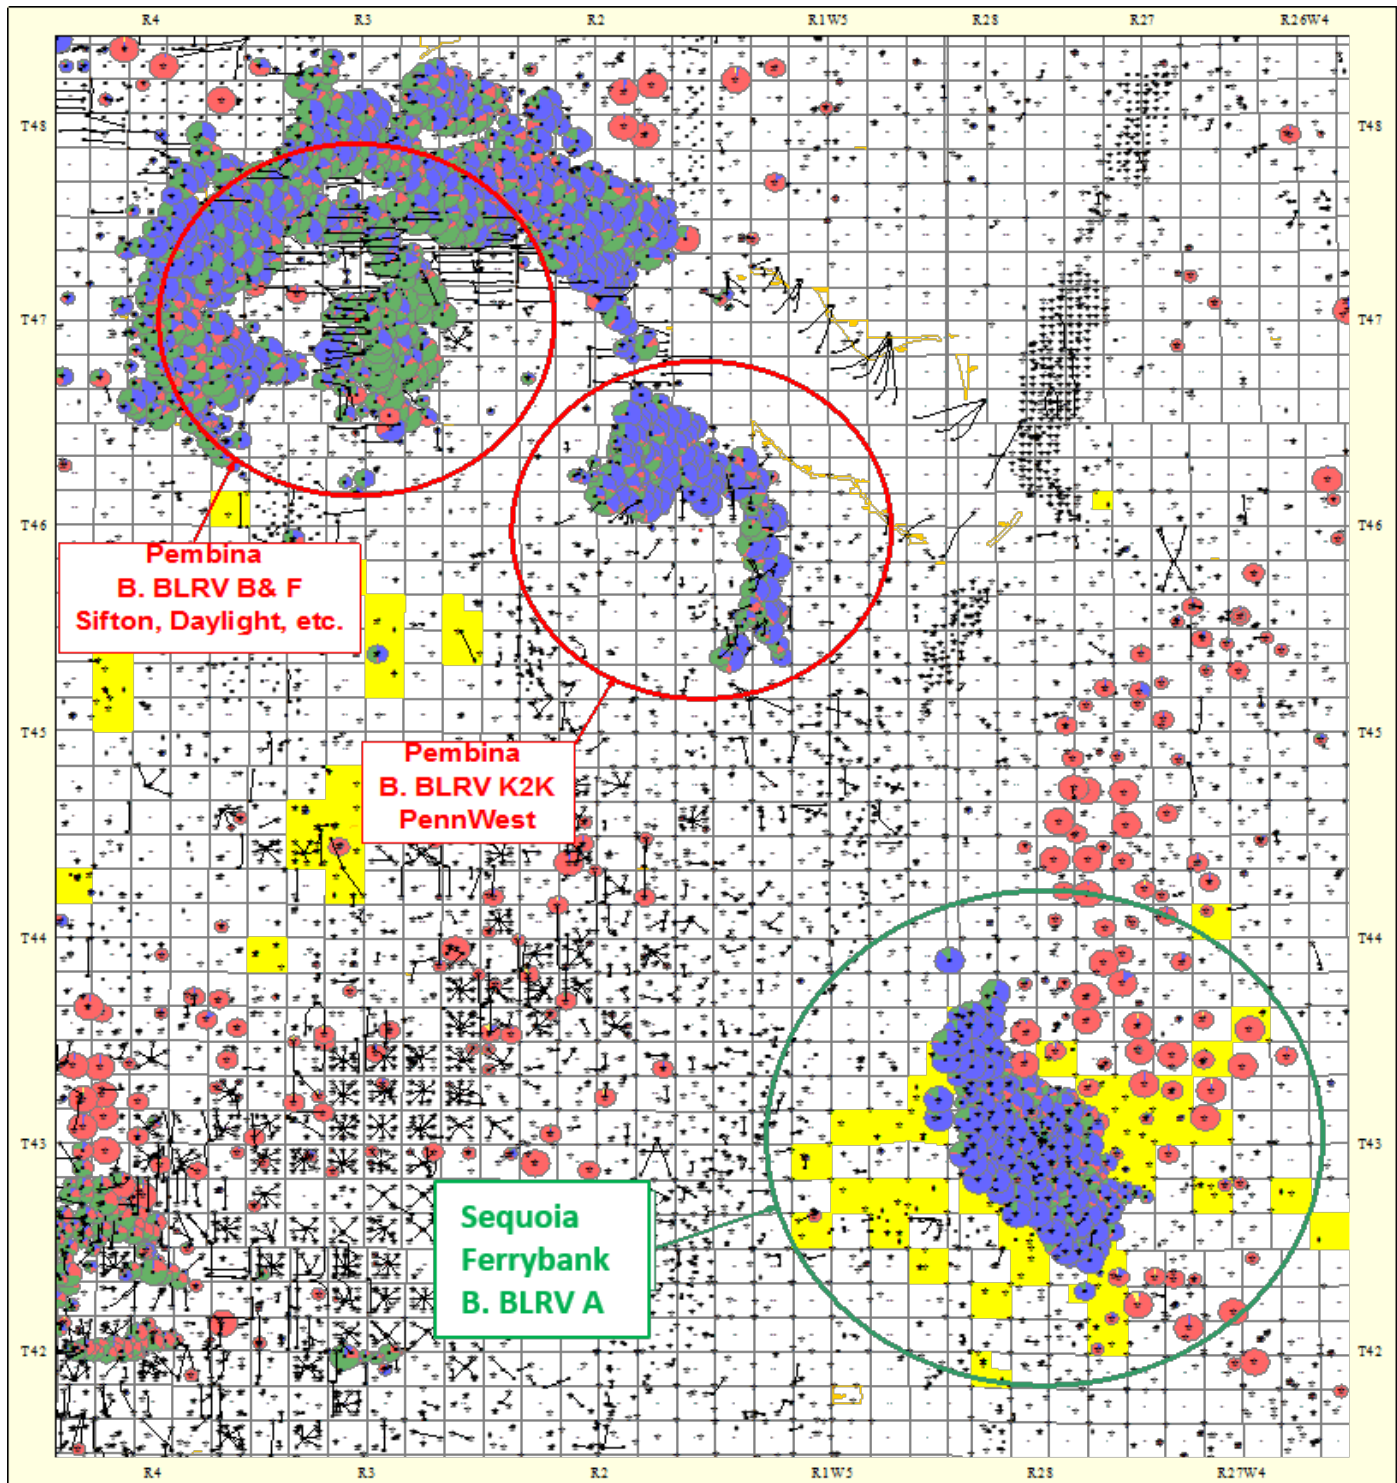 R4 R3 R2 R1W5 R28 R27 R26W4
T48 T48
T47 T47
T46 T46
Pembina
B. BLRV B& F
Sifton, Daylight, etc.
T45 T45
Pembina
B. BLRV K2K
PennWest
T44 T44
T43 T43
Sequoia
Ferrybank
B. BLRV A
T42 T42
R4 R3 R2 R1W5 R28 R27W4